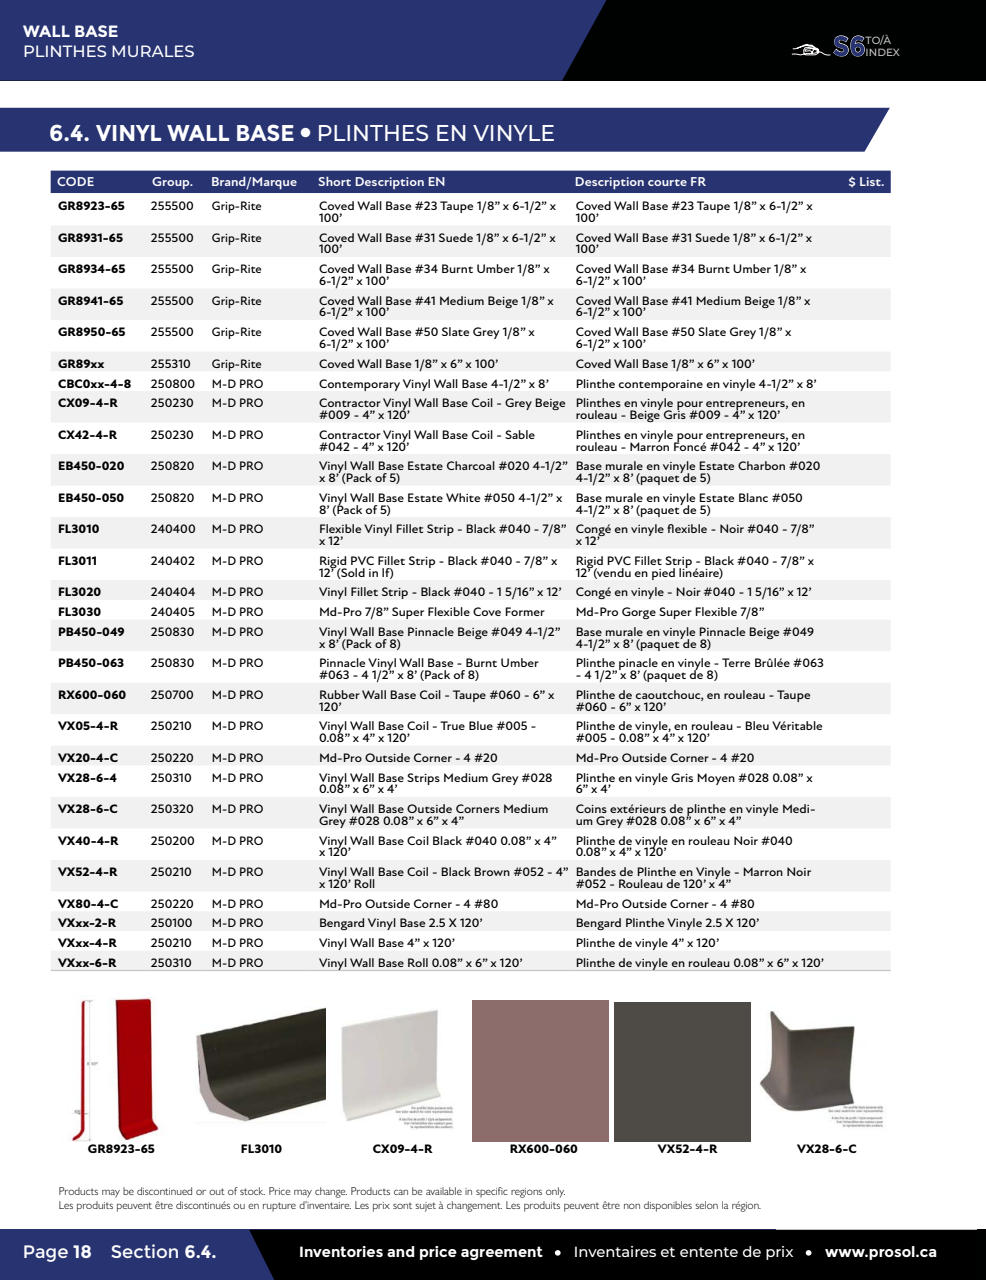 WALL BASE
PLINTHES MURALES
S6 TO/À
INDEX
6.4. VINYL WALL BASE • PLINTHES EN VINYLE
CODE Group. Brand/Marque Short Description EN Description courte FR $ List.
GR8923-65 255500 Grip-Rite Coved Wall Base #23 Taupe 1/8” x 6-1/2” x Coved Wall Base #23 Taupe 1/8” x 6-1/2” x
100’ 100’
GR8931-65 255500 Grip-Rite Coved Wall Base #31 Suede 1/8” x 6-1/2” x Coved Wall Base #31 Suede 1/8” x 6-1/2” x
100’ 100’
GR8934-65 255500 Grip-Rite Coved Wall Base #34 Burnt Umber 1/8” x Coved Wall Base #34 Burnt Umber 1/8” x
6-1/2” x 100’ 6-1/2” x 100’
GR8941-65 255500 Grip-Rite Coved Wall Base #41 Medium Beige 1/8” x Coved Wall Base #41 Medium Beige 1/8” x
6-1/2” x 100’ 6-1/2” x 100’
GR8950-65 255500 Grip-Rite Coved Wall Base #50 Slate Grey 1/8” x Coved Wall Base #50 Slate Grey 1/8” x
6-1/2” x 100’ 6-1/2” x 100’
GR89xx 255310 Grip-Rite Coved Wall Base 1/8” x 6” x 100’ Coved Wall Base 1/8” x 6” x 100’
CBC0xx-4-8 250800 M-D PRO Contemporary Vinyl Wall Base 4-1/2” x 8’ Plinthe contemporaine en vinyle 4-1/2” x 8’
CX09-4-R 250230 M-D PRO Contractor Vinyl Wall Base Coil - Grey Beige Plinthes en vinyle pour entrepreneurs, en
#009 - 4” x 120’ rouleau - Beige Gris #009 - 4” x 120’
CX42-4-R 250230 M-D PRO Contractor Vinyl Wall Base Coil - Sable Plinthes en vinyle pour entrepreneurs, en
#042 - 4” x 120’ rouleau - Marron Foncé #042 - 4” x 120’
EB450-020 250820 M-D PRO Vinyl Wall Base Estate Charcoal #020 4-1/2” Base murale en vinyle Estate Charbon #020
x 8’ (Pack of 5) 4-1/2” x 8’ (paquet de 5)
EB450-050 250820 M-D PRO Vinyl Wall Base Estate White #050 4-1/2” x Base murale en vinyle Estate Blanc #050
8’ (Pack of 5) 4-1/2” x 8’ (paquet de 5)
FL3010 240400 M-D PRO Flexible Vinyl Fillet Strip - Black #040 - 7/8” Congé en vinyle flexible - Noir #040 - 7/8”
x 12’ x 12’
FL3011 240402 M-D PRO Rigid PVC Fillet Strip - Black #040 - 7/8” x Rigid PVC Fillet Strip - Black #040 - 7/8” x
12’ (Sold in lf) 12’ (vendu en pied linéaire)
FL3020 240404 M-D PRO Vinyl Fillet Strip - Black #040 - 1 5/16” x 12’ Congé en vinyle - Noir #040 - 1 5/16” x 12’
FL3030 240405 M-D PRO Md-Pro 7/8” Super Flexible Cove Former Md-Pro Gorge Super Flexible 7/8”
PB450-049 250830 M-D PRO Vinyl Wall Base Pinnacle Beige #049 4-1/2” Base murale en vinyle Pinnacle Beige #049
x 8’ (Pack of 8) 4-1/2” x 8’ (paquet de 8)
PB450-063 250830 M-D PRO Pinnacle Vinyl Wall Base - Burnt Umber Plinthe pinacle en vinyle - Terre Brûlée #063
#063 - 4 1/2” x 8’ (Pack of 8) - 4 1/2” x 8’ (paquet de 8)
RX600-060 250700 M-D PRO Rubber Wall Base Coil - Taupe #060 - 6” x Plinthe de caoutchouc, en rouleau - Taupe
120’ #060 - 6” x 120’
VX05-4-R 250210 M-D PRO Vinyl Wall Base Coil - True Blue #005 - Plinthe de vinyle, en rouleau - Bleu Véritable
0.08” x 4” x 120’ #005 - 0.08” x 4” x 120’
VX20-4-C 250220 M-D PRO Md-Pro Outside Corner - 4 #20 Md-Pro Outside Corner - 4 #20
VX28-6-4 250310 M-D PRO Vinyl Wall Base Strips Medium Grey #028 Plinthe en vinyle Gris Moyen #028 0.08” x
0.08” x 6” x 4’ 6” x 4’
VX28-6-C 250320 M-D PRO Vinyl Wall Base Outside Corners Medium Coins extérieurs de plinthe en vinyle Medi-
Grey #028 0.08” x 6” x 4” um Grey #028 0.08” x 6” x 4”
VX40-4-R 250200 M-D PRO Vinyl Wall Base Coil Black #040 0.08” x 4” Plinthe de vinyle en rouleau Noir #040
x 120’ 0.08” x 4” x 120’
VX52-4-R 250210 M-D PRO Vinyl Wall Base Coil - Black Brown #052 - 4” Bandes de Plinthe en Vinyle - Marron Noir
x 120’ Roll #052 - Rouleau de 120’ x 4”
VX80-4-C 250220 M-D PRO Md-Pro Outside Corner - 4 #80 Md-Pro Outside Corner - 4 #80
VXxx-2-R 250100 M-D PRO Bengard Vinyl Base 2.5 X 120’ Bengard Plinthe Vinyle 2.5 X 120’
VXxx-4-R 250210 M-D PRO Vinyl Wall Base 4” x 120’ Plinthe de vinyle 4” x 120’
VXxx-6-R 250310 M-D PRO Vinyl Wall Base Roll 0.08” x 6” x 120’ Plinthe de vinyle en rouleau 0.08” x 6” x 120’
GR8923-65 FL3010 CX09-4-R RX600-060 VX52-4-R VX28-6-C
Products may be discontinued or out of stock. Price may change. Products can be available in specific regions only.
Les produits peuvent être discontinués ou en rupture d’inventaire. Les prix sont sujet à changement. Les produits peuvent être non disponibles selon la région.
Page 18 Section 6.4. Inventories and price agreement • Inventaires et entente de prix • www.prosol.ca